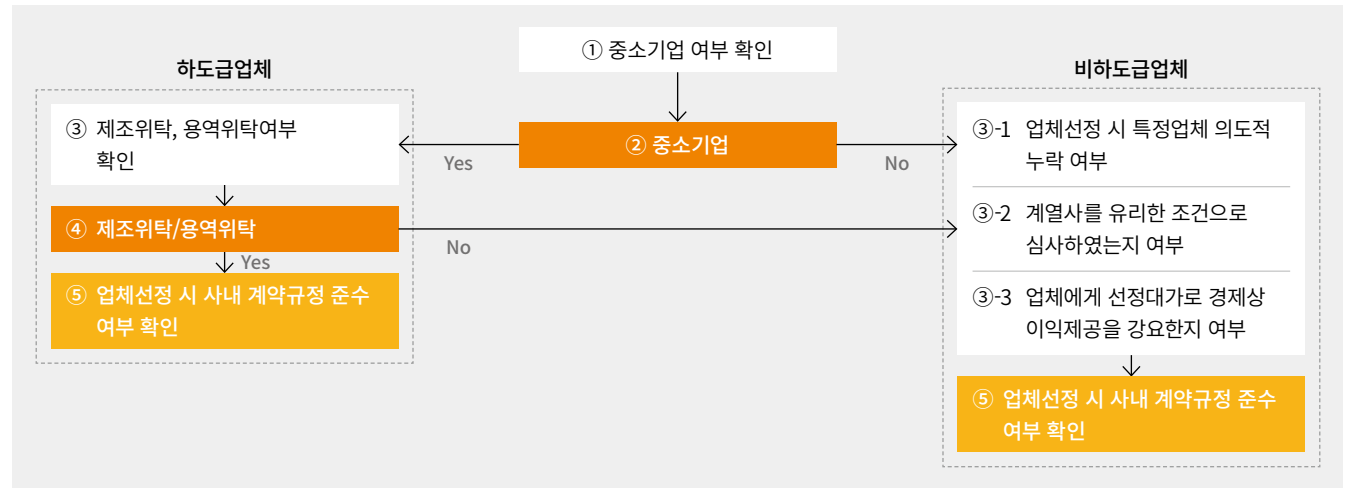 ① 중소기업 여부 확인
하도급업체
비하도급업체
③ 제조위탁, 용역위탁여부
확인
② 중소기업
Yes
No
③-1 업체선정 시 특정업체 의도적
누락 여부
④ 제조위탁/용역위탁
No
Yes
③-2 계열사를 유리한 조건으로
심사하였는지 여부
⑤ 업체선정 시 사내 계약규정 준수
여부 확인
③-3 업체에게 선정대가로 경제상
이익제공을 강요한지 여부
⑤ 업체선정 시 사내 계약규정 준수
여부 확인